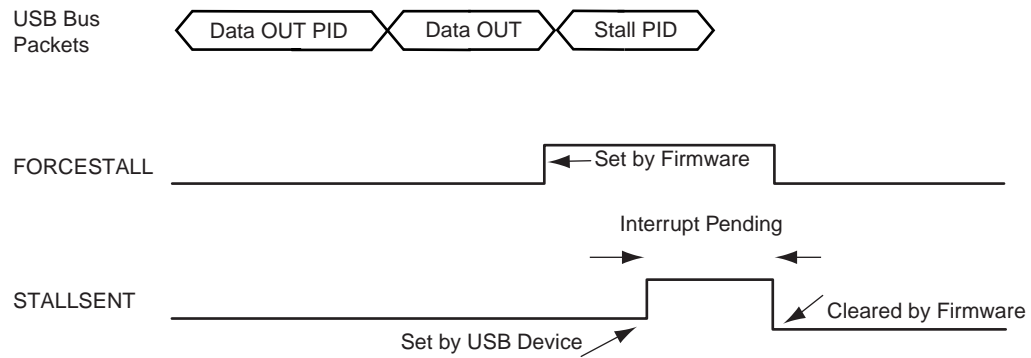 USB Bus
Packets
Data OUT PID
Data OUT
Stall PID
FORCESTALL
Set by Firmware
Interrupt Pending
STALLSENT
Cleared by Firmware
Set by USB Device